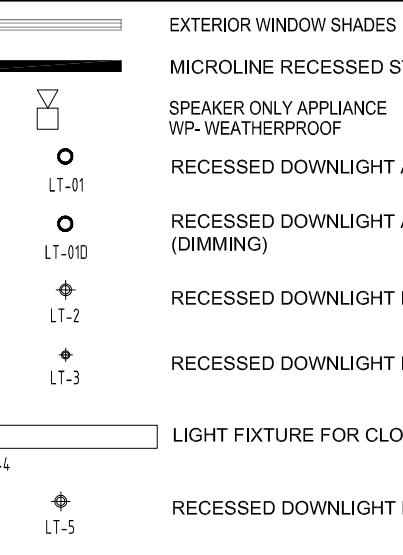 EXTERIOR WINDOW SHADES
MICROLINE RECESSED
SPEAKER ONLY APPLIANCE
WP- WEATHERPROOF
RECESSED DOWNLIGHT
LT-01
RECESSED DOWNLIGHT
(DIMMING)
LT-01D
RECESSED DOWNLIGHT
LT-2
RECESSED DOWNLIGHT
LT-3
LIGHT FIXTURE FOR
RECESSED DOWNLIGHT
LT-5